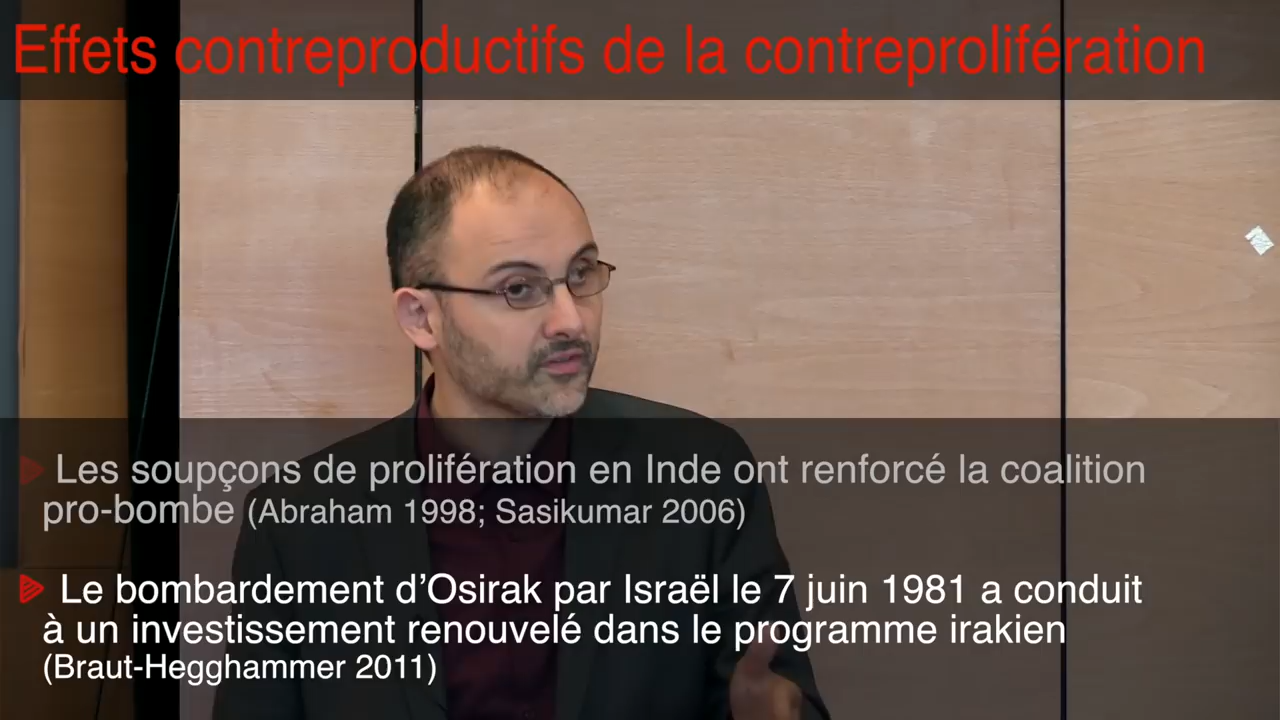 Effets contreproductifs de la contreprolifération
Les soupçons de prolifération en Inde ont renforcé la coalition
pro-bombe (Abraham 1998; Sasikumar 2006)
Le bombardement d’Osirak par Israël le 7 juin 1981 a conduit
à un investissement renouvelé dans le programme irakien
(Braut-Hegghammer 2011)